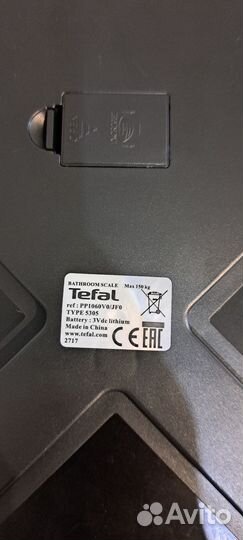 BATHROOM SCALE Max 150 kg
Tefal
ref : PP1060V0/JF0
TYPE 5305
Battery : 3Vdc lithium
Made in China
www.tefal.com
2717
CE EAC
Avito